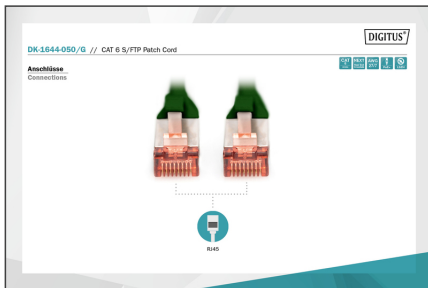 DIGITUS®
DK-1644-050/G // CAT 6 S/FTP Patch Cord
Anschlüsse
Connections
RJ45